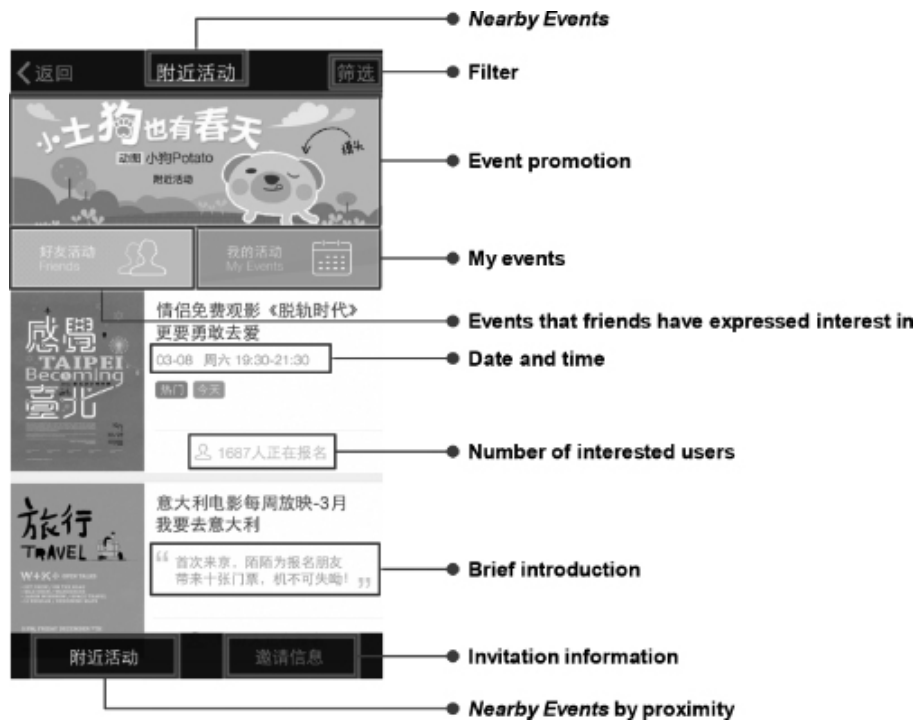 Nearby Events
返回
附近活动
筛选
Filter
小土狗也有春天
动图 小狗Potato
附近活动
馒头
Event promotion
好友活动
Friends
我的活动
My Events
My events
情侣免费观影《脱轨时代》
更要勇敢去爱
Events that friends have expressed interest in
03-08 周六 19:30-21:30
Date and time
热门 今天
感覺
TAIPEI
Becoming
臺北
1687人正在报名
Number of interested users
意大利电影每周放映-3月
我要去意大利
旅行
TRAVEL
W+K+ OPEN TALKS
“ 首次来京，陌陌为报名朋友
带来十张门票，机不可失呦！ ”
Brief introduction
附近活动
邀请信息
Invitation information
Nearby Events by proximity